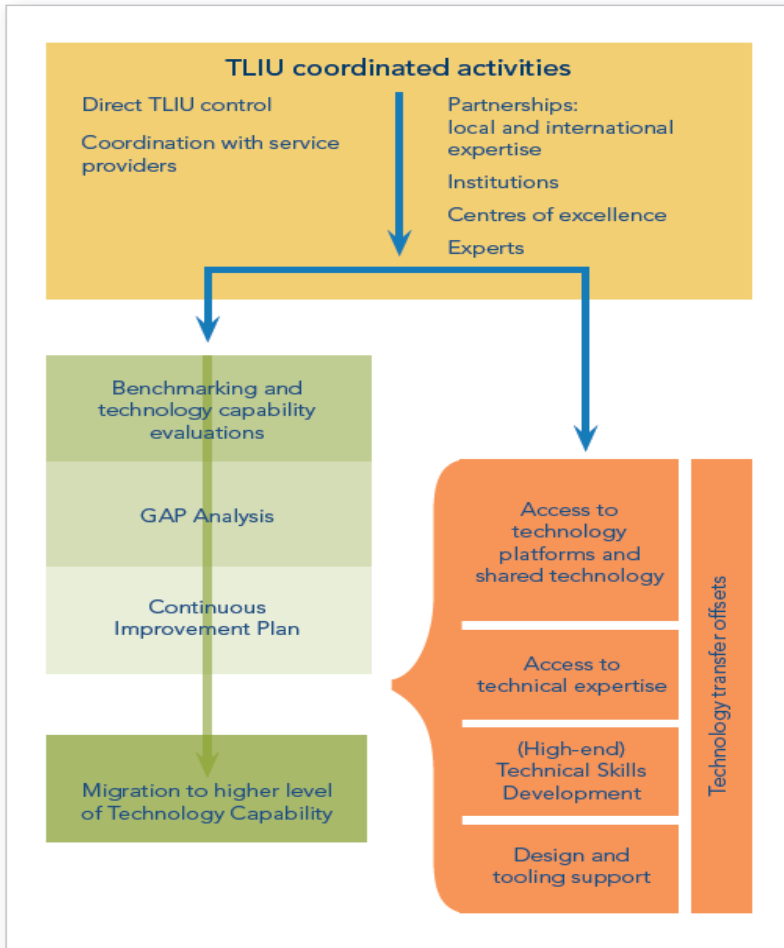 TLIU coordinated activities
Direct TLIU control
Coordination with service
providers
Partnerships:
local and international
expertise
Institutions
Centres of excellence
Experts
Benchmarking and
technology capability
evaluations
GAP Analysis
Continuous
Improvement Plan
Migration to higher level
of Technology Capability
Access to
technology
platforms and
shared technology
Access to
technical expertise
(High-end)
Technical Skills
Development
Design and
tooling support
Technology transfer offsets